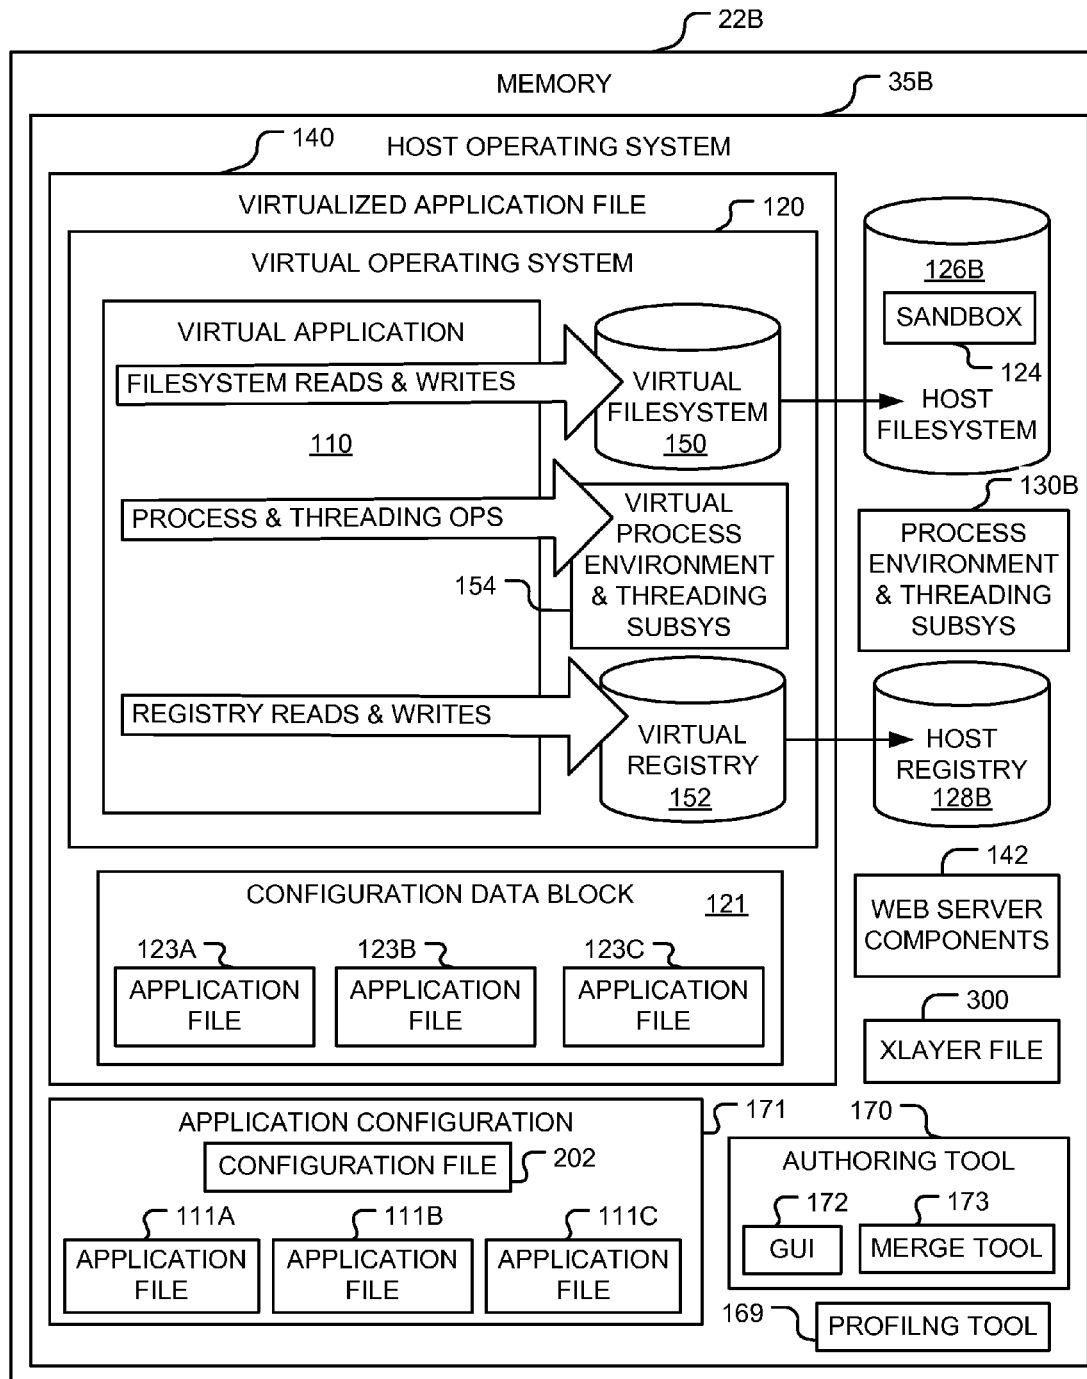 22B
MEMORY
35B
140
HOST OPERATING SYSTEM
VIRTUALIZED APPLICATION FILE
120
VIRTUAL OPERATING SYSTEM
126B
VIRTUAL APPLICATION
SANDBOX
FILESYSTEM READS & WRITES
VIRTUAL
FILESYSTEM
150
124
HOST
FILESYSTEM
110
130B
PROCESS & THREADING OPS
VIRTUAL
PROCESS
ENVIRONMENT
& THREADING
SUBSYS
PROCESS
ENVIRONMENT
& THREADING
SUBSYS
154
REGISTRY READS & WRITES
VIRTUAL
REGISTRY
152
HOST
REGISTRY
128B
142
CONFIGURATION DATA BLOCK
121
WEB SERVER
COMPONENTS
123A
123B
123C
APPLICATION
FILE
APPLICATION
FILE
APPLICATION
FILE
300
XLAYER FILE
171
170
APPLICATION CONFIGURATION
CONFIGURATION FILE
202
AUTHORING TOOL
111A
111B
111C
172
173
APPLICATION
FILE
APPLICATION
FILE
APPLICATION
FILE
GUI
MERGE TOOL
169
PROFILNG TOOL